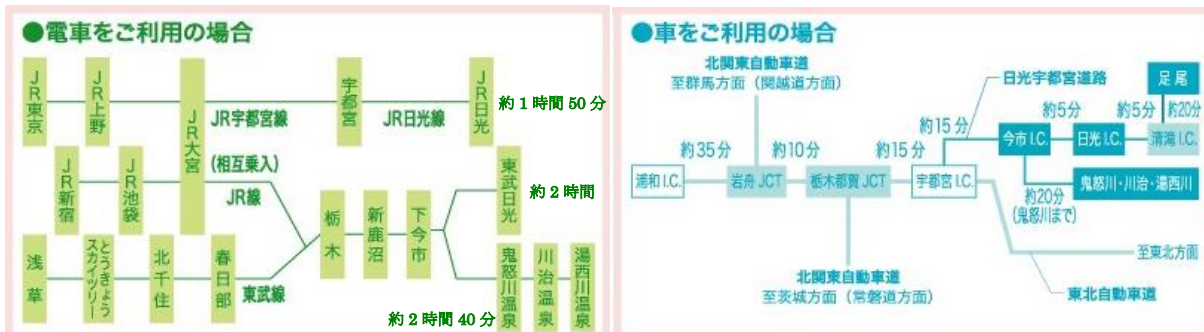 ●電車をご利用の場合
JR東京
JR上野
JR大宮
宇都宮
JR日光
約1時間50分
JR宇都宮線
JR日光線
(相互乗入)
JR線
JR新宿
JR池袋
栃木
新鹿沼
下今市
東武日光
約2時間
浅草
とうきょうスカイツリー
北千住
春日部
東武線
鬼怒川温泉
川治温泉
湯西川温泉
約2時間40分
●車をご利用の場合
北関東自動車道
至群馬方面(関越道方面)
日光宇都宮道路
足尾
約35分
約10分
約15分
約15分
約5分
約5分
約20分
浦和I.C.
岩舟JCT
栃木都賀JCT
宇都宮I.C.
今市I.C.
日光I.C.
清滝I.C.
鬼怒川・川治・湯西川
約20分
(鬼怒川まで)
北関東自動車道
至茨城方面(常磐道方面)
至東北方面
東北自動車道